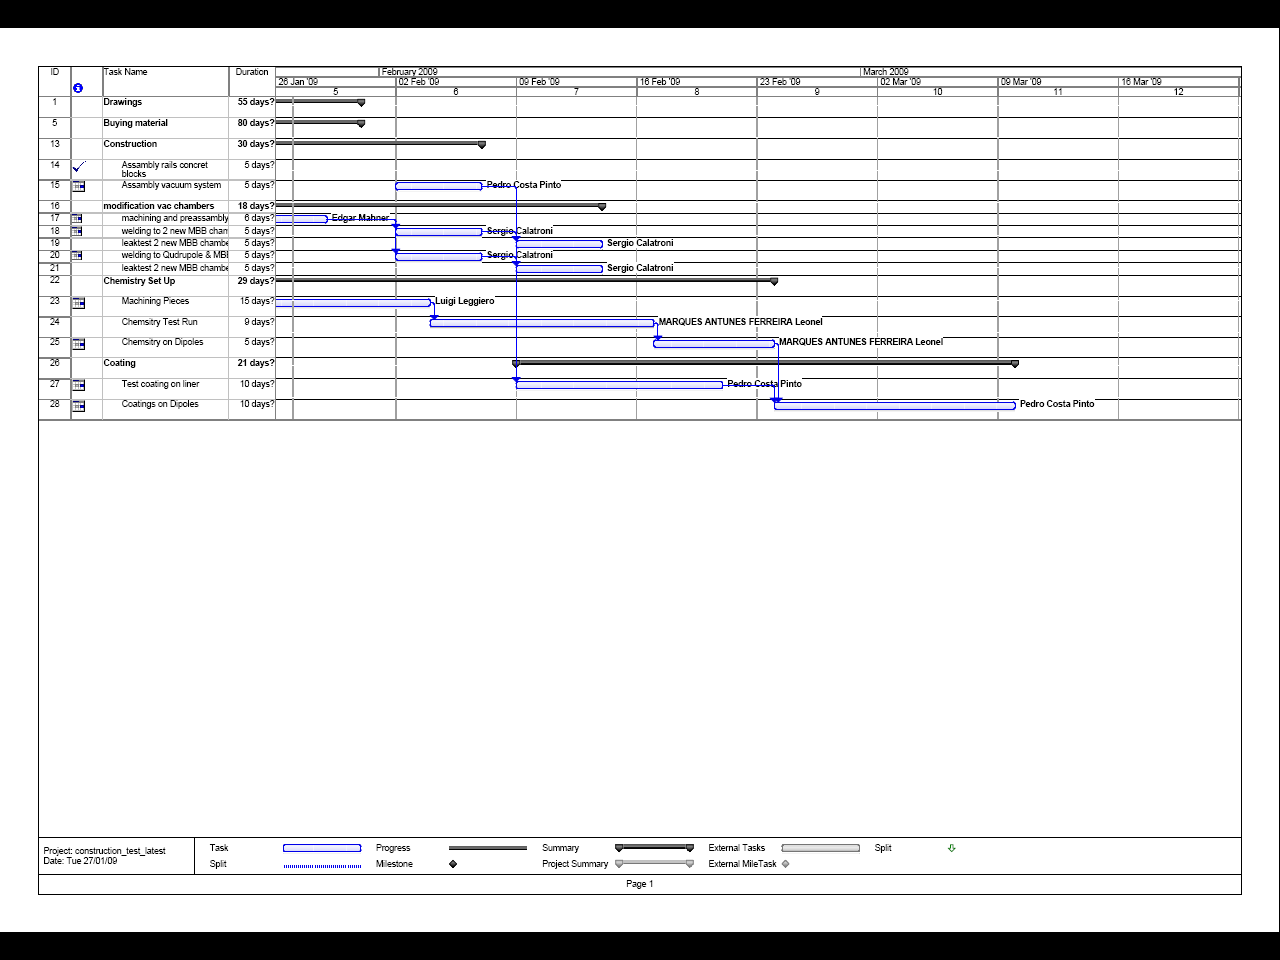 ID Task Name Duration February 2009 March 2009
26 Jan '09 02 Feb '09 09 Feb '09 16 Feb '09 23 Feb '09 02 Mar '09 09 Mar '09 16 Mar '09
5 6 7 8 9 10 11 12
1 Drawings 55 days?
5 Buying material 80 days?
13 Construction 30 days?
14 Assambly rails concret 5 days?
blocks
15 Assambly vacuum system 5 days? Pedro Costa Pinto
16 modification vac chambers 18 days?
17 machining and preassambly 6 days? Edgar Mahner
18 welding to 2 new MBB cham 5 days? Sergio Calatroni
19 leaktest 2 new MBB chambe 5 days? Sergio Calatroni
20 welding to Qudrupole & MBB 5 days? Sergio Calatroni
21 leaktest 2 new MBB chambe 5 days? Sergio Calatroni
22 Chemistry Set Up 29 days?
23 Machining Pieces 15 days? Luigi Leggiero
24 Chemsitry Test Run 9 days? MARQUES ANTUNES FERREIRA Leonel
25 Chemistry on Dipoles 5 days? MARQUES ANTUNES FERREIRA Leonel
26 Coating 21 days?
27 Test coating on liner 10 days? Pedro Costa Pinto
28 Coatings on Dipoles 10 days? Pedro Costa Pinto
Project: construction_test_latest
Date: Tue 27/01/09
Task Progress Summary External Tasks Split
Split Milestone Project Summary External MileTask
Page 1